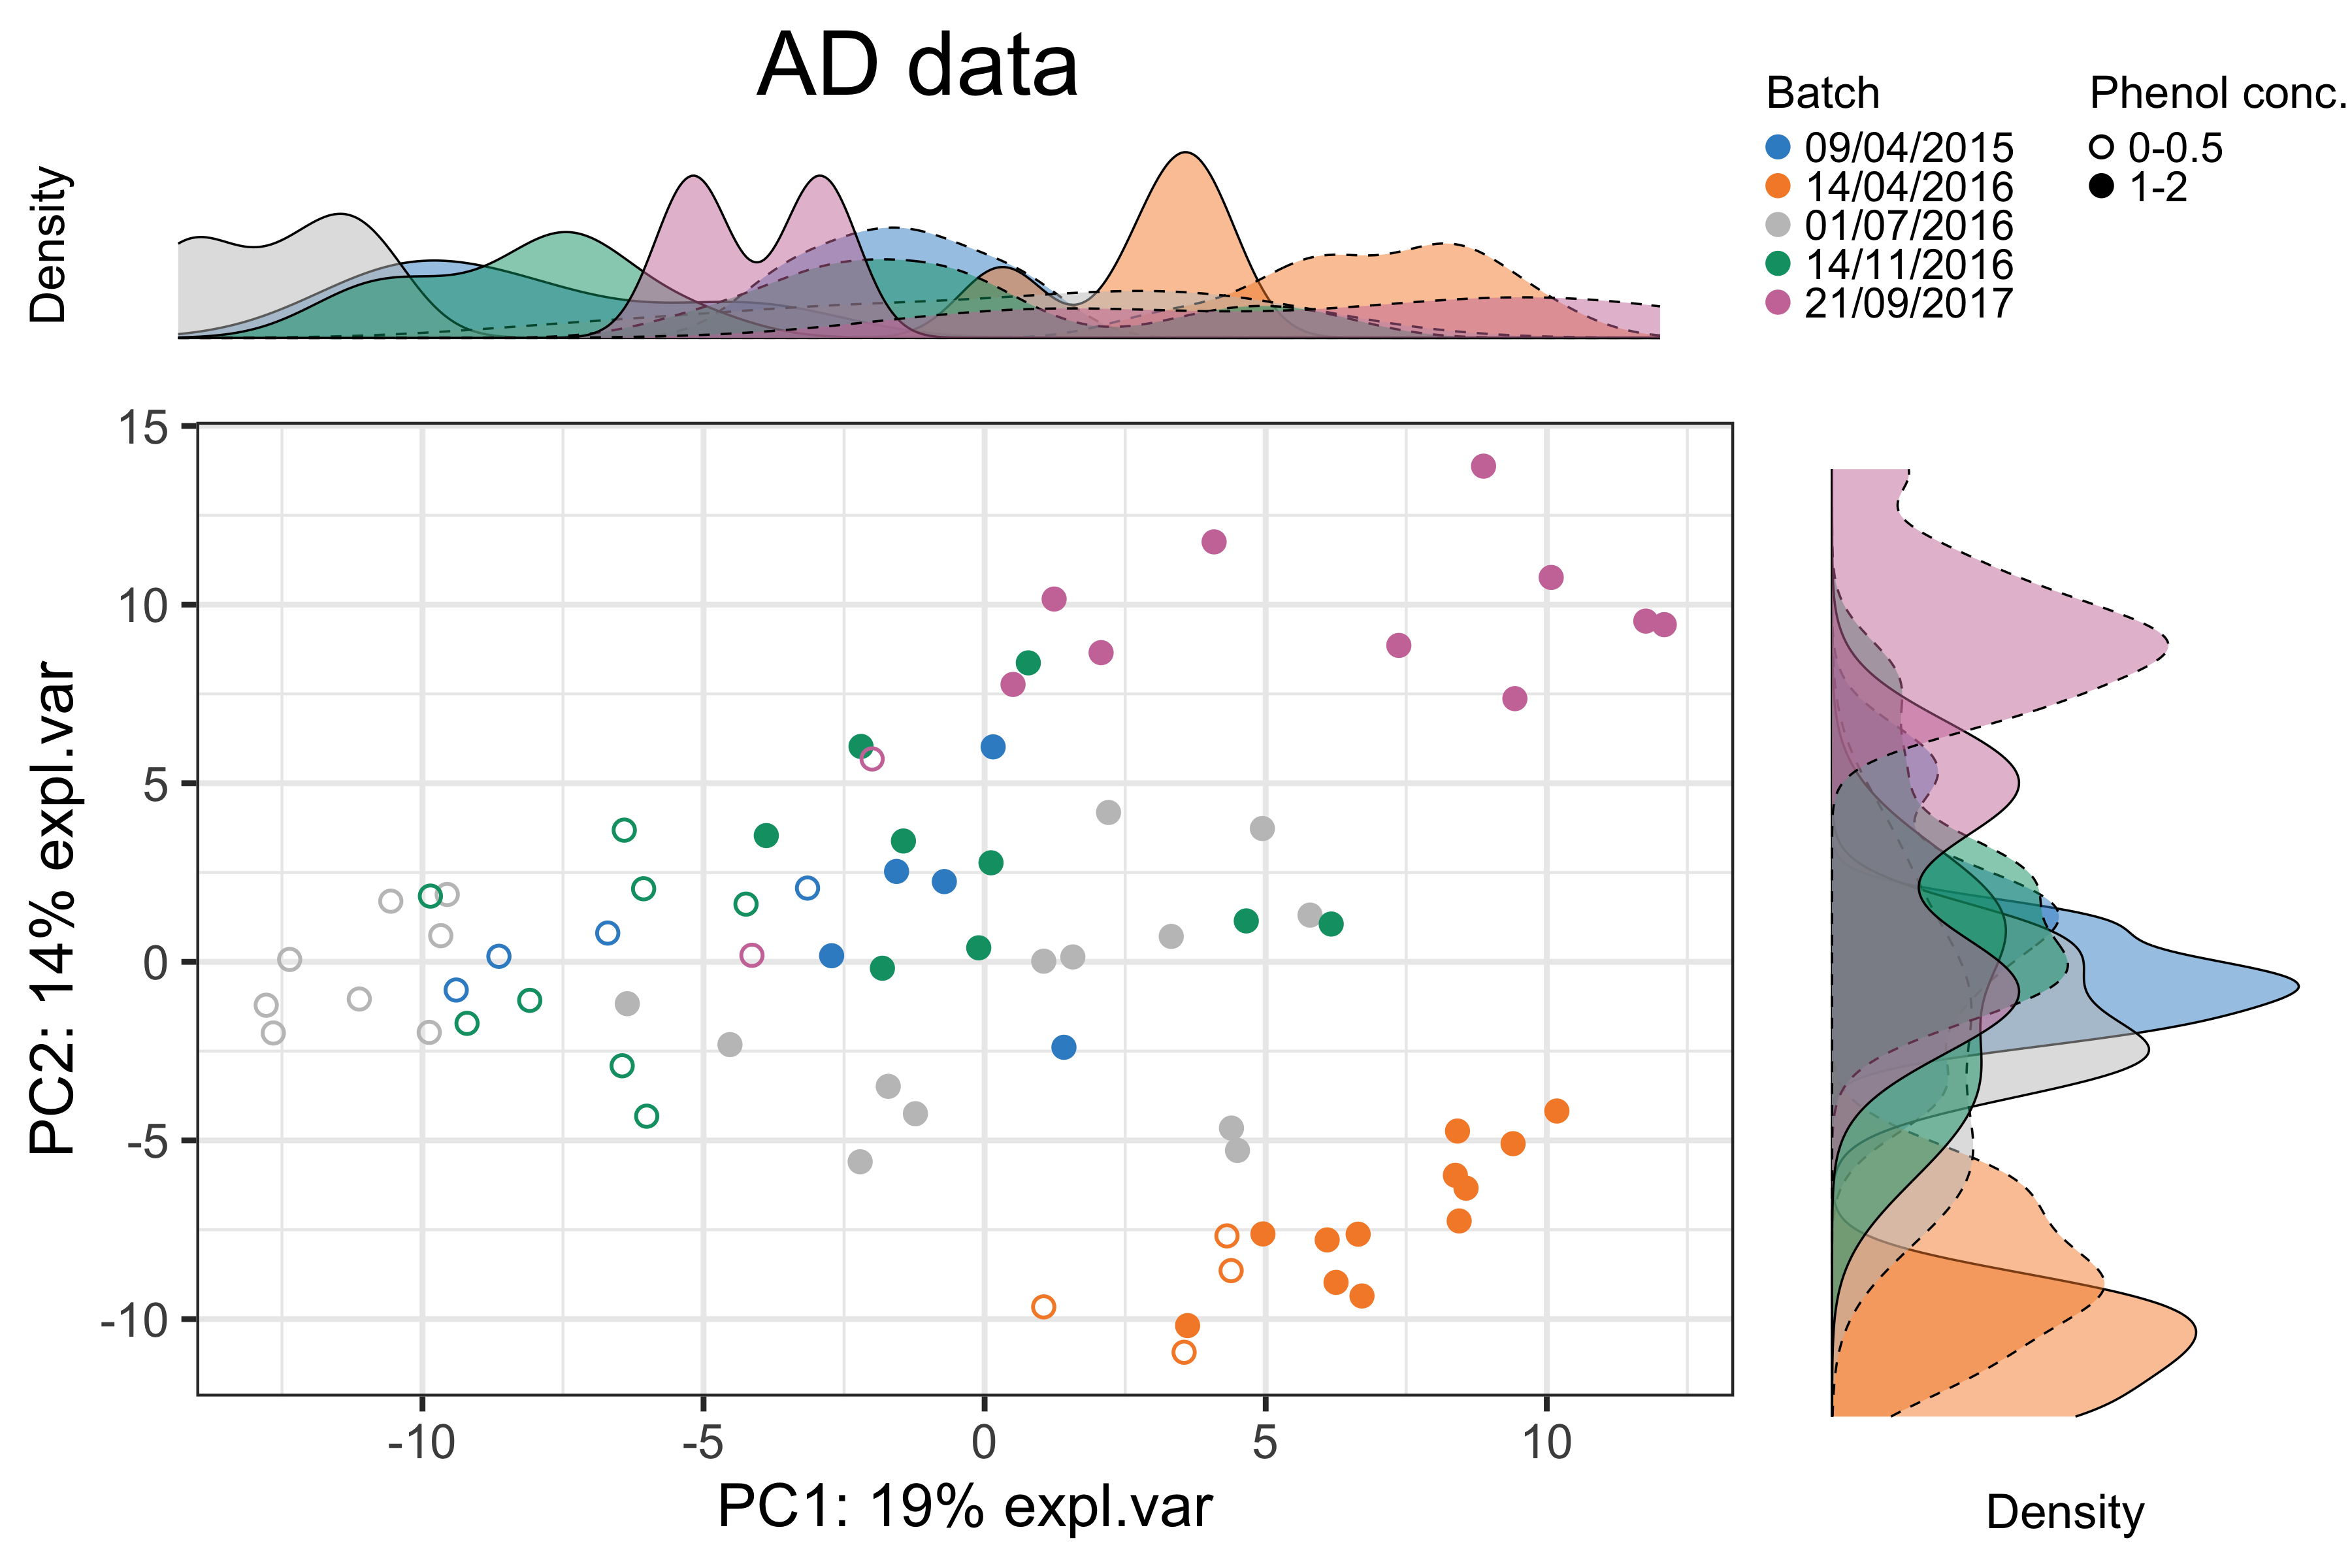 AD data
Density
Batch
09/04/2015
14/04/2016
01/07/2016
14/11/2016
21/09/2017
Phenol conc.
0-0.5
1-2
15
10
5
0
-5
-10
PC2: 14% expl.var
-10
-5
0
5
10
PC1: 19% expl.var
Density